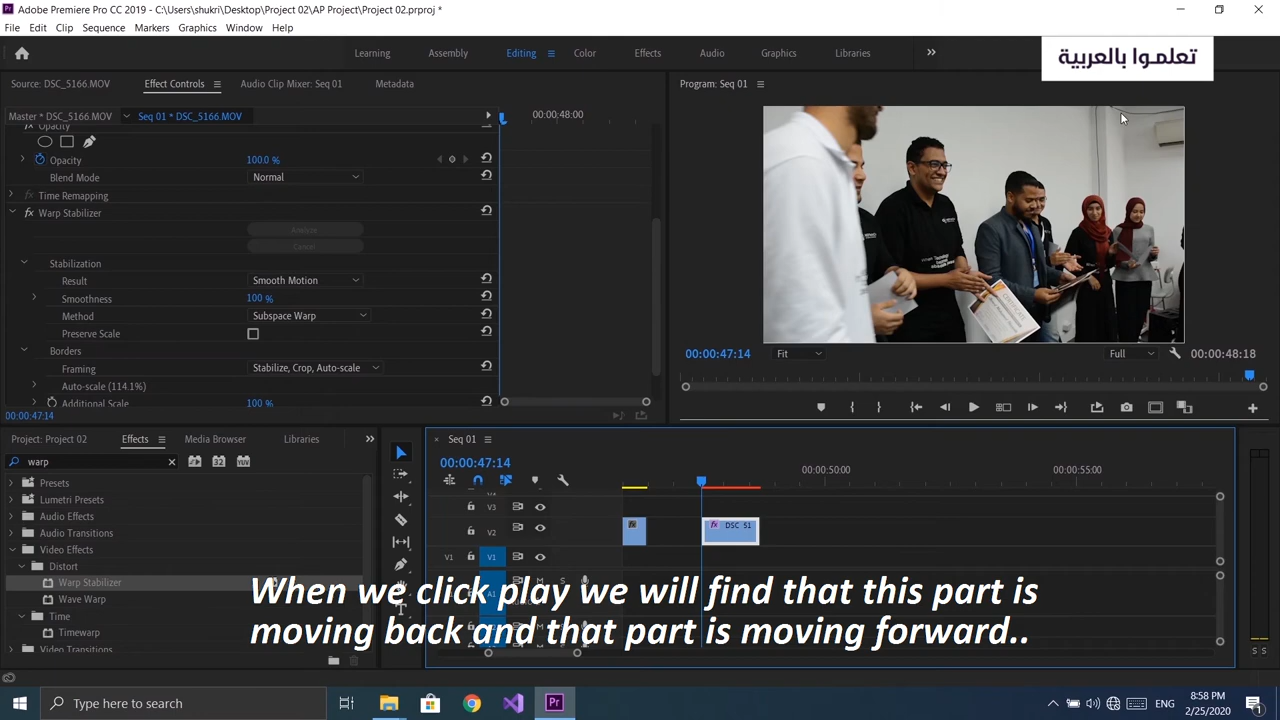 Adobe Premiere Pro CC 2019 - C:\Users\shukri\Desktop\Project 02\AP Project\Project 02.prproj *
File Edit Clip Sequence Markers Graphics Window Help
Learning Assembly Editing Color Effects Audio Graphics Libraries
تعلموا بالعربية
Source: DSC_5166.MOV Effect Controls Audio Clip Mixer: Seq 01 Metadata
Program: Seq 01
Master * DSC_5166.MOV Seq 01 * DSC_5166.MOV
00:00:48:00
Opacity
Opacity 100.0 %
Blend Mode Normal
Time Remapping
fx Warp Stabilizer
Analyze
Cancel
Stabilization
Result Smooth Motion
Smoothness 100 %
Method Subspace Warp
Preserve Scale
Borders
Framing Stabilize, Crop, Auto-scale
Auto-scale (114.1%)
Additional Scale 100 %
00:00:47:14
00:00:47:14 Fit Full 00:00:48:18
Project: Project 02 Effects Media Browser Libraries
warp
Presets
Lumetri Presets
Audio Effects
Audio Transitions
Video Effects
Distort
Warp Stabilizer
Wave Warp
Time
Timewarp
Video Transitions
Seq 01
00:00:47:14
00:00:50:00 00:00:55:00
V3
fx fx DSC_51
V2
V1 V1
A1 M S
S S
When we click play we will find that this part is
moving back and that part is moving forward..
Type here to search
ENG
8:58 PM
2/25/2020
1